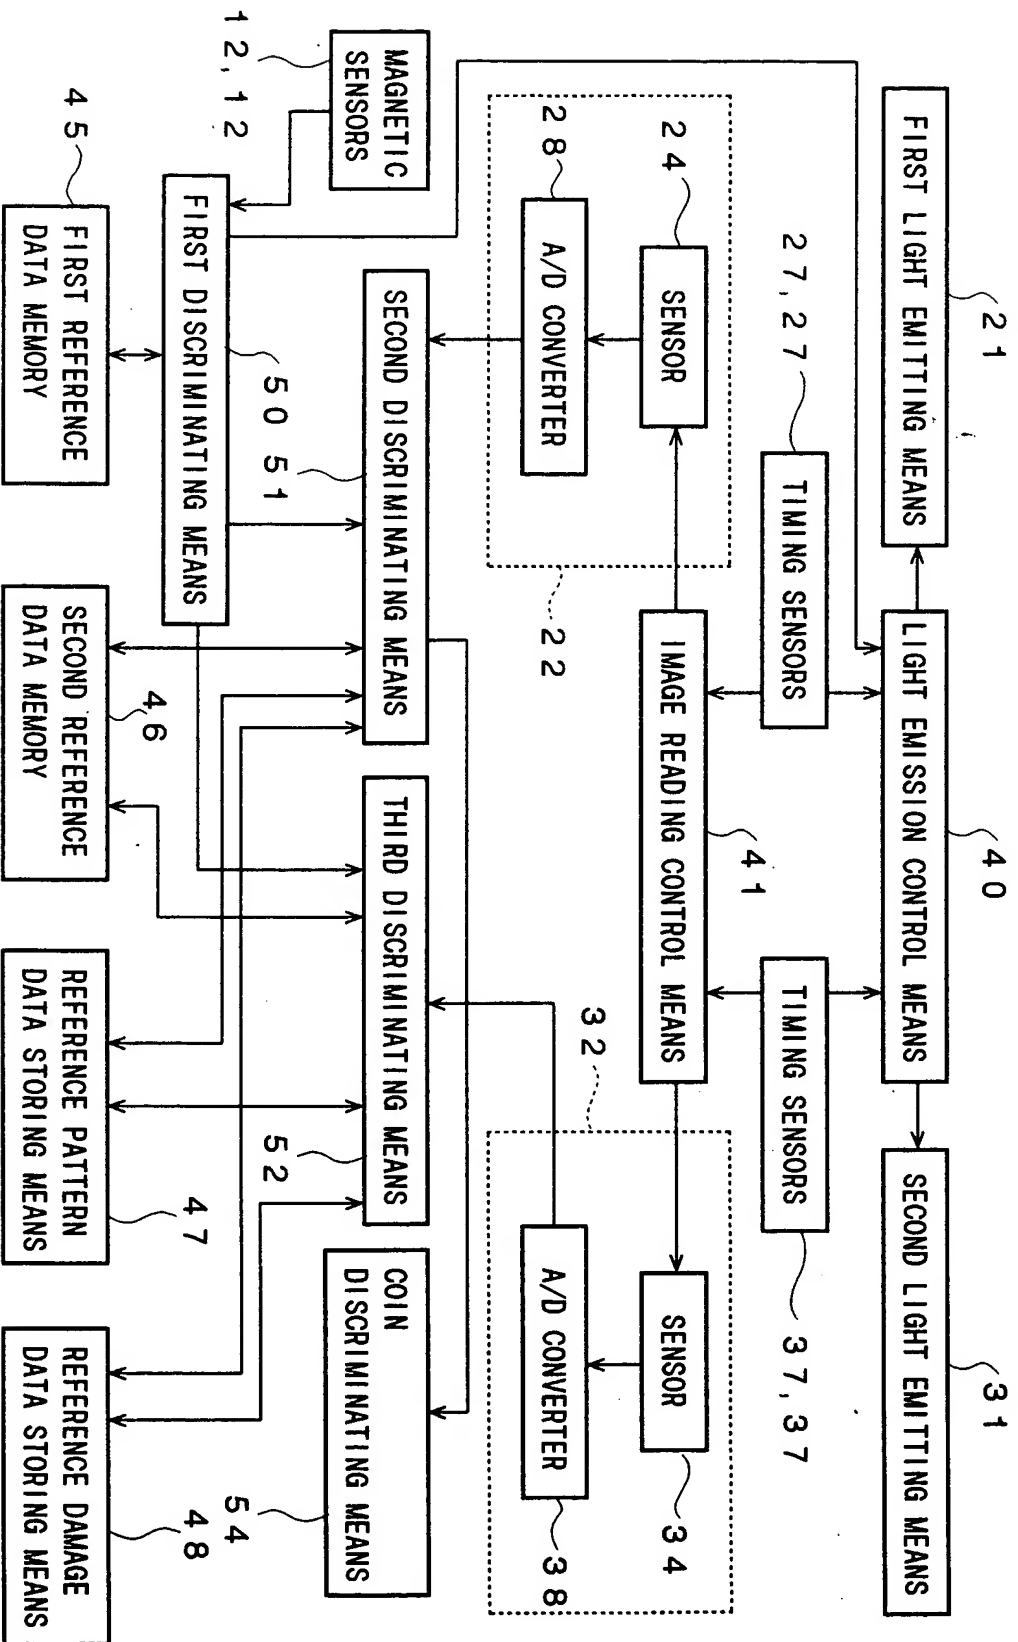 FIRST LIGHT EMITTING MEANS
21
LIGHT EMISSION CONTROL MEANS
40
SECOND LIGHT EMITTING MEANS
31
27, 27
TIMING SENSORS
TIMING SENSORS
37, 37
24
SENSOR
IMAGE READING CONTROL MEANS
41
SENSOR
34
28
A/D CONVERTER
22
32
A/D CONVERTER
38
MAGNETIC
SENSORS
12, 12
SECOND DISCRIMINATING MEANS
51
THIRD DISCRIMINATING MEANS
52
COIN
DISCRIMINATING MEANS
54
FIRST DISCRIMINATING MEANS
50
45
FIRST REFERENCE
DATA MEMORY
SECOND REFERENCE
DATA MEMORY
46
REFERENCE PATTERN
DATA STORING MEANS
47
REFERENCE DAMAGE
DATA STORING MEANS
48